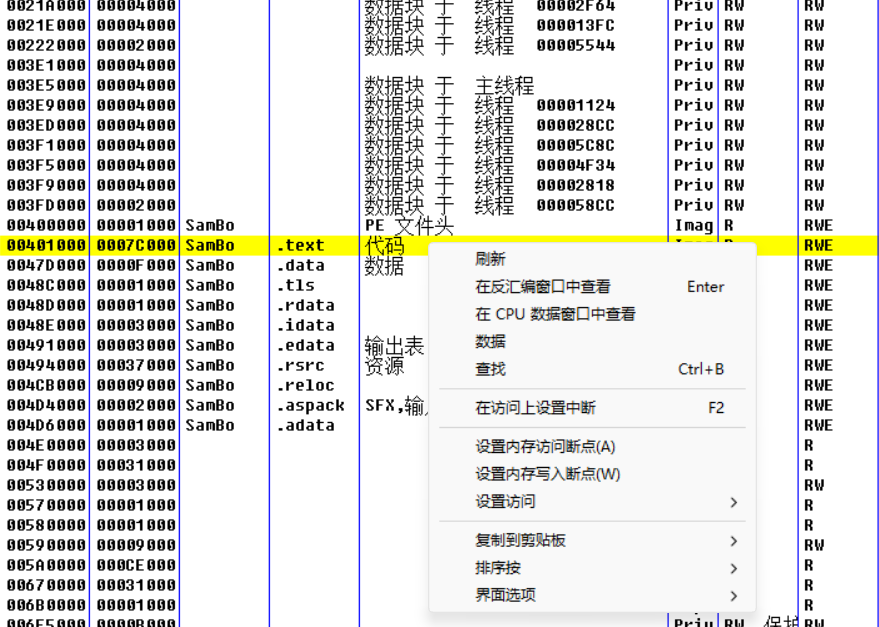 0021A000 00004000 数据块 于 线程 00002F64 Priv RW RW
0021E000 00004000 数据块 于 线程 000013FC Priv RW RW
00222000 00002000 数据块 于 线程 00005544 Priv RW RW
003E1000 00004000 Priv RW RW
003E5000 00004000 数据块 于 主线程 Priv RW RW
003E9000 00004000 数据块 于 线程 00001124 Priv RW RW
003ED000 00004000 数据块 于 线程 000028CC Priv RW RW
003F1000 00004000 数据块 于 线程 00005C8C Priv RW RW
003F5000 00004000 数据块 于 线程 00004F34 Priv RW RW
003F9000 00004000 数据块 于 线程 00002818 Priv RW RW
003FD000 00002000 数据块 于 线程 000058CC Priv RW RW
00400000 00001000 SamBo PE 文件头 Imag R RWE
00401000 0007C000 SamBo .text 代码 RWE
0047D000 0000F000 SamBo .data 数据 RWE
0048C000 00001000 SamBo .tls RWE
0048D000 00001000 SamBo .rdata RWE
0048E000 00003000 SamBo .idata RWE
00491000 00003000 SamBo .edata 输出表 RWE
00494000 00037000 SamBo .rsrc 资源 RWE
004CB000 00009000 SamBo .reloc RWE
004D4000 00002000 SamBo .aspack SFX,输 RWE
004D6000 00001000 SamBo .adata RWE
004E0000 00003000 R
004F0000 00031000 R
00530000 00003000 RW
00570000 00001000 R
00580000 00001000 R
00590000 00009000 RW
005A0000 000CE000 R
00670000 00031000 R
006B0000 00001000 R
006F5000 0000B000 Priv RW 保护 RW
刷新
在反汇编窗口中查看 Enter
在 CPU 数据窗口中查看
数据
查找 Ctrl+B
在访问上设置中断 F2
设置内存访问断点(A)
设置内存写入断点(W)
设置访问
复制到剪贴板
排序按
界面选项